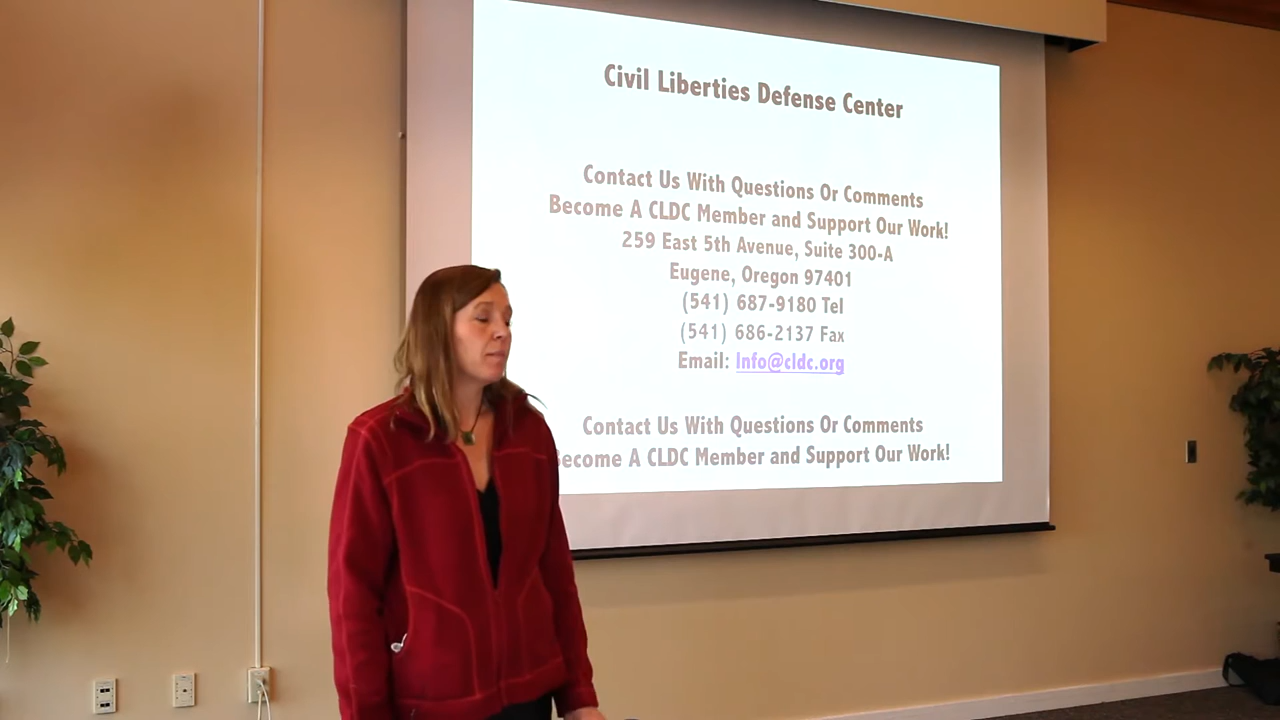 Civil Liberties Defense Center
Contact Us With Questions Or Comments
Become A CLDC Member and Support Our Work!
259 East 5th Avenue, Suite 300-A
Eugene, Oregon 97401
(541) 687-9180 Tel
(541) 686-2137 Fax
Email: Info@cldc.org
Contact Us With Questions Or Comments
Become A CLDC Member and Support Our Work!